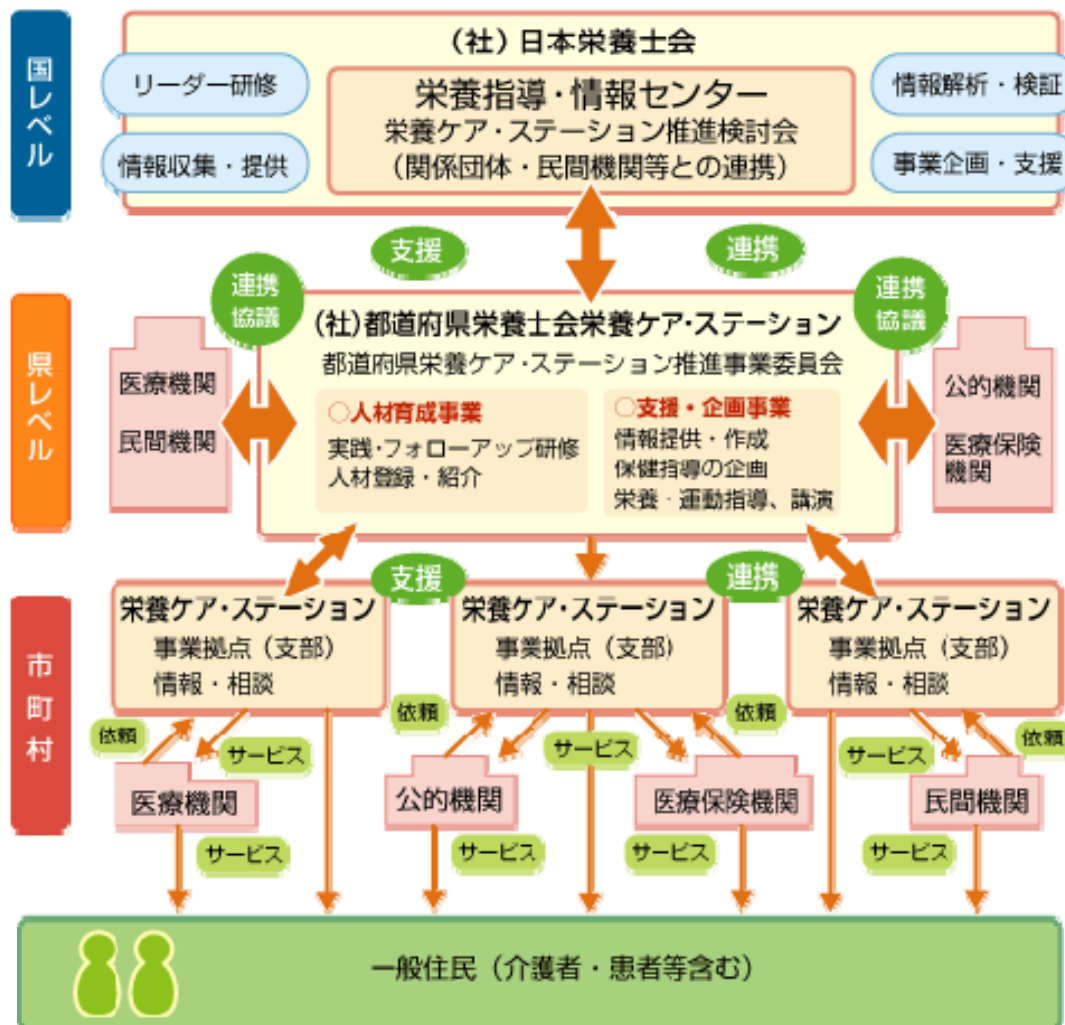 国レベル
（社）日本栄養士会
リーダー研修
情報収集・提供
栄養指導・情報センター
栄養ケア・ステーション推進検討会
（関係団体・民間機関等との連携）
情報解析・検証
事業企画・支援
支援
連携
県レベル
連携
協議
連携
協議
医療機関
民間機関
（社）都道府県栄養士会栄養ケア・ステーション
都道府県栄養ケア・ステーション推進事業委員会
○人材育成事業
実践・フォローアップ研修
人材登録・紹介
○支援・企画事業
情報提供・作成
保健指導の企画
栄養・運動指導、講演
公的機関
医療保険
機関
支援
連携
市町村
栄養ケア・ステーション
事業拠点（支部）
情報・相談
栄養ケア・ステーション
事業拠点（支部）
情報・相談
栄養ケア・ステーション
事業拠点（支部）
情報・相談
依頼
サービス
依頼
サービス
依頼
サービス
依頼
医療機関
公的機関
医療保険機関
民間機関
サービス
サービス
サービス
サービス
一般住民（介護者・患者等含む）